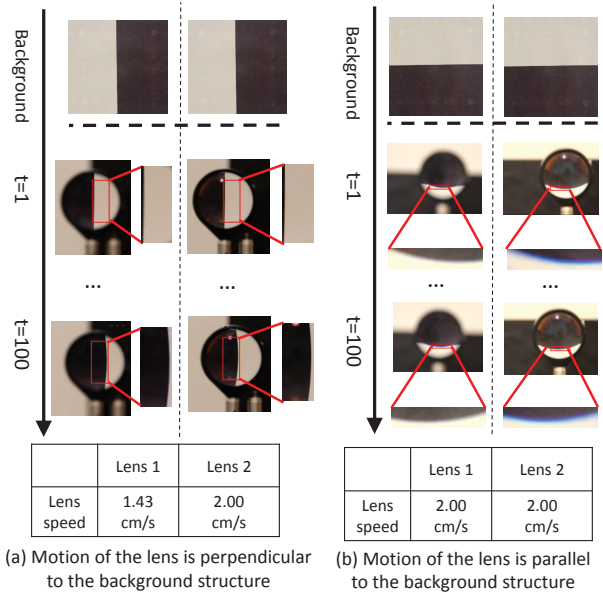 Background
t=1
...
...
t=100
Lens 1 Lens 2
Lens speed 1.43 cm/s 2.00 cm/s
(a) Motion of the lens is perpendicular
to the background structure
Background
t=1
...
...
t=100
Lens 1 Lens 2
Lens speed 2.00 cm/s 2.00 cm/s
(b) Motion of the lens is parallel
to the background structure